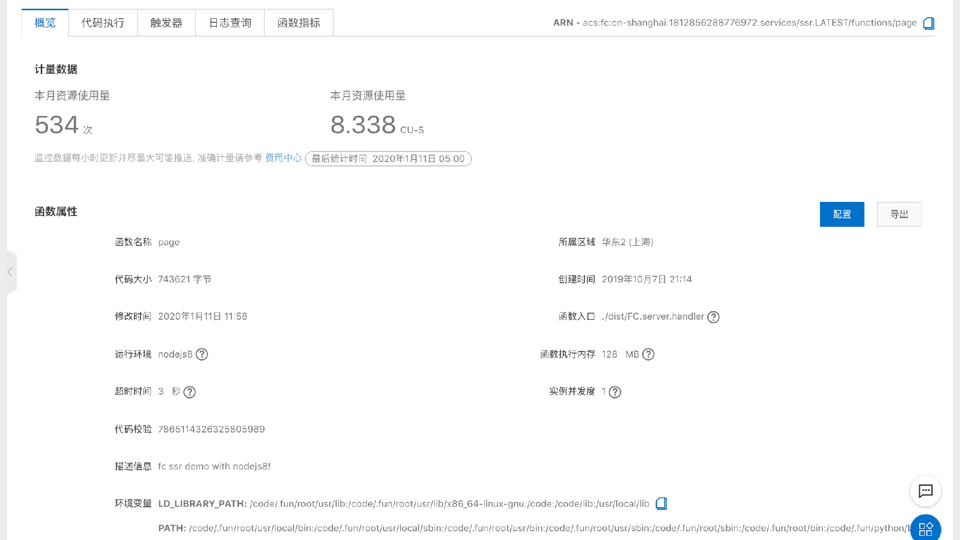 概览 代码执行 触发器 日志查询 函数指标 ARN - acs:fc:cn-shanghai:1812856288776972:services/ssr.LATEST/functions/page
计量数据
本月资源使用量 本月资源使用量
534 次 8.338 CU-S
监控数据每小时更新并尽最大可能推送, 准确计量请参考 费用中心 最后统计时间 2020年1月11日 05:00
函数属性 配置 导出
函数名称 page 所属区域 华东2 (上海)
代码大小 743621 字节 创建时间 2019年10月7日 21:14
修改时间 2020年1月11日 11:58 函数入口 ./dist/FC.server.handler
运行环境 nodejs8 函数执行内存 128 MB
超时时间 3 秒 实例并发度 1
代码校验 7865114326325805989
描述信息 fc ssr demo with nodejs8!
环境变量 LD_LIBRARY_PATH: /code/.fun/root/usr/lib:/code/.fun/root/usr/lib/x86_64-linux-gnu:/code:/code/lib:/usr/local/lib
PATH: /code/.fun/root/usr/local/bin:/code/.fun/root/usr/local/sbin:/code/.fun/root/usr/bin:/code/.fun/root/usr/sbin:/code/.fun/root/sbin:/code/.fun/root/bin:/code/.fun/python/